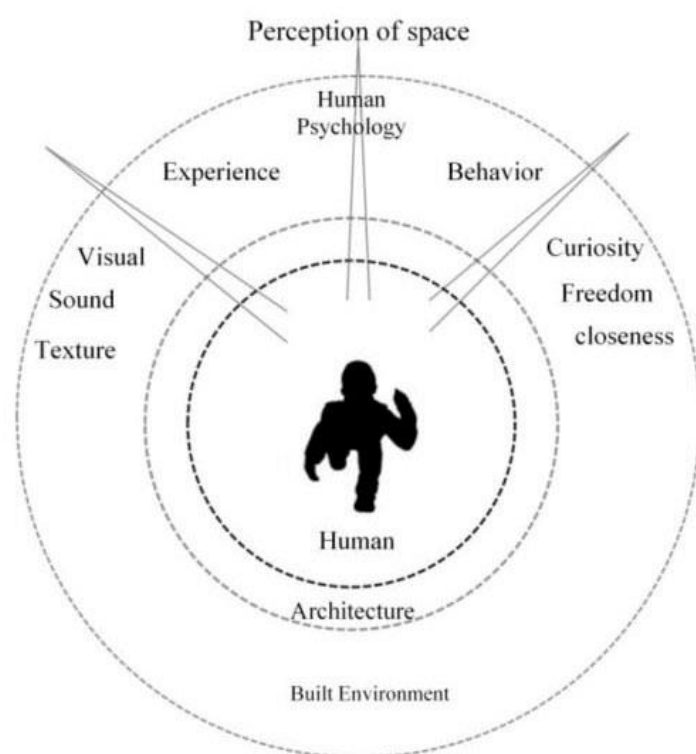 Perception of space
Human
Psychology
Experience
Behavior
Visual
Curiosity
Sound
Freedom
Texture
closeness
Human
Architecture
Built Environment